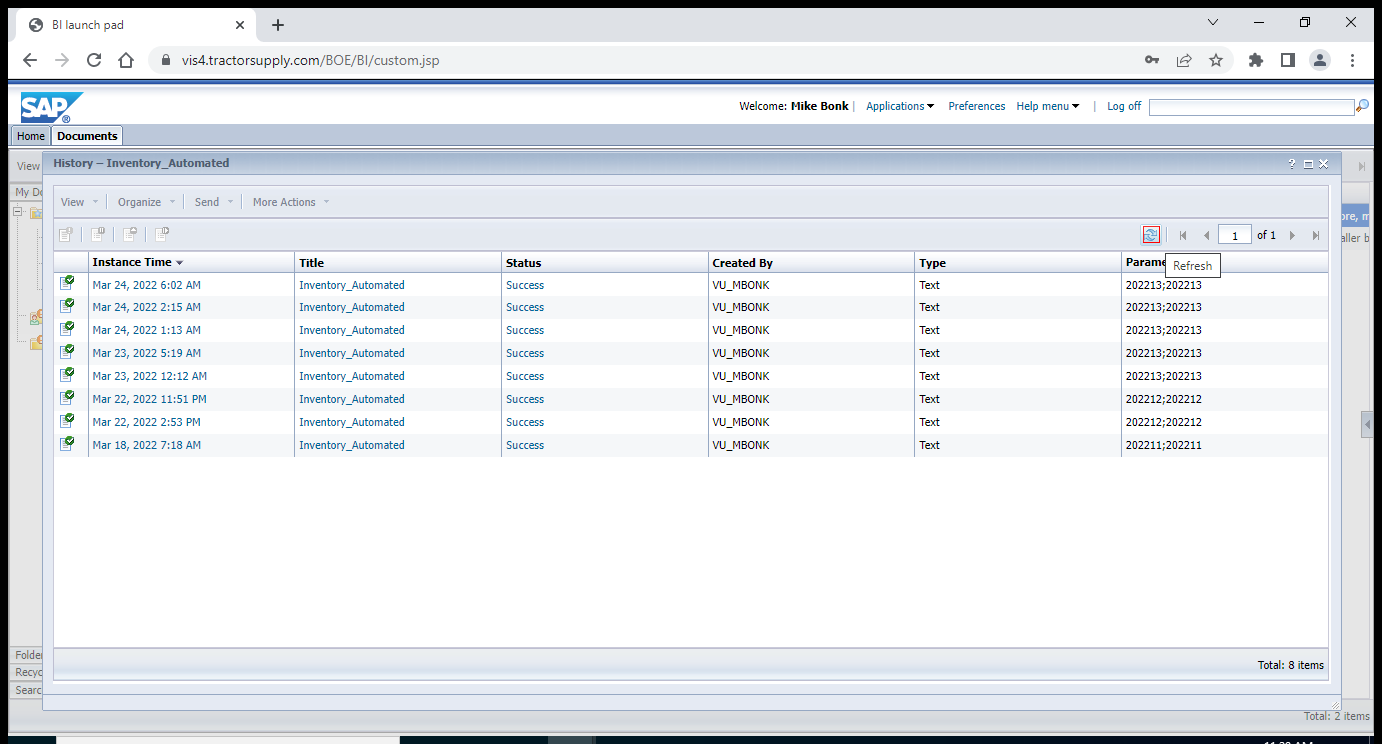 BI launch pad
vis4.tractorsupply.com/BOE/BI/custom.jsp
SAP ®
Welcome: Mike Bonk | Applications Preferences Help menu | Log off
Home Documents
View
History – Inventory_Automated ?
My Do
View Organize Send More Actions
ore, m
aller b
1 of 1
Refresh
Instance Time Title Status Created By Type Parame
Mar 24, 2022 6:02 AM Inventory_Automated Success VU_MBONK Text 202213;202213
Mar 24, 2022 2:15 AM Inventory_Automated Success VU_MBONK Text 202213;202213
Mar 24, 2022 1:13 AM Inventory_Automated Success VU_MBONK Text 202213;202213
Mar 23, 2022 5:19 AM Inventory_Automated Success VU_MBONK Text 202213;202213
Mar 23, 2022 12:12 AM Inventory_Automated Success VU_MBONK Text 202213;202213
Mar 22, 2022 11:51 PM Inventory_Automated Success VU_MBONK Text 202212;202212
Mar 22, 2022 2:53 PM Inventory_Automated Success VU_MBONK Text 202212;202212
Mar 18, 2022 7:18 AM Inventory_Automated Success VU_MBONK Text 202211;202211
Folder
Total: 8 items
Recyc
Searc
Total: 2 items